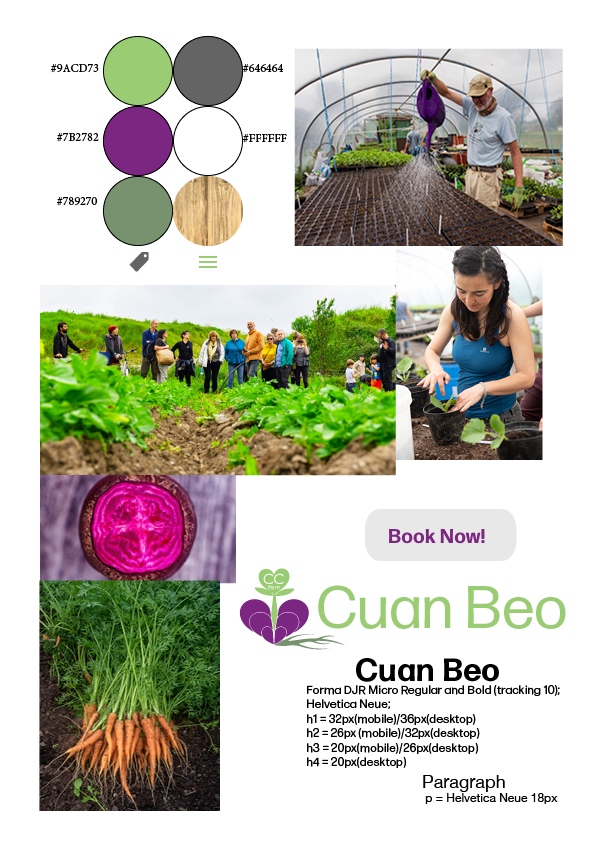 #9ACD73
#646464
#7B2782
#FFFFFF
#789270
Book Now!
CC
Cuan Beo
Cuan Beo
Forma DJR Micro Regular and Bold (tracking 10);
Helvetica Neue;
h1 = 32px(mobile)/36px(desktop)
h2 = 26px (mobile)/32px(desktop)
h3 = 20px(mobile)/26px(desktop)
h4 = 20px(desktop)
Paragraph
p = Helvetica Neue 18px